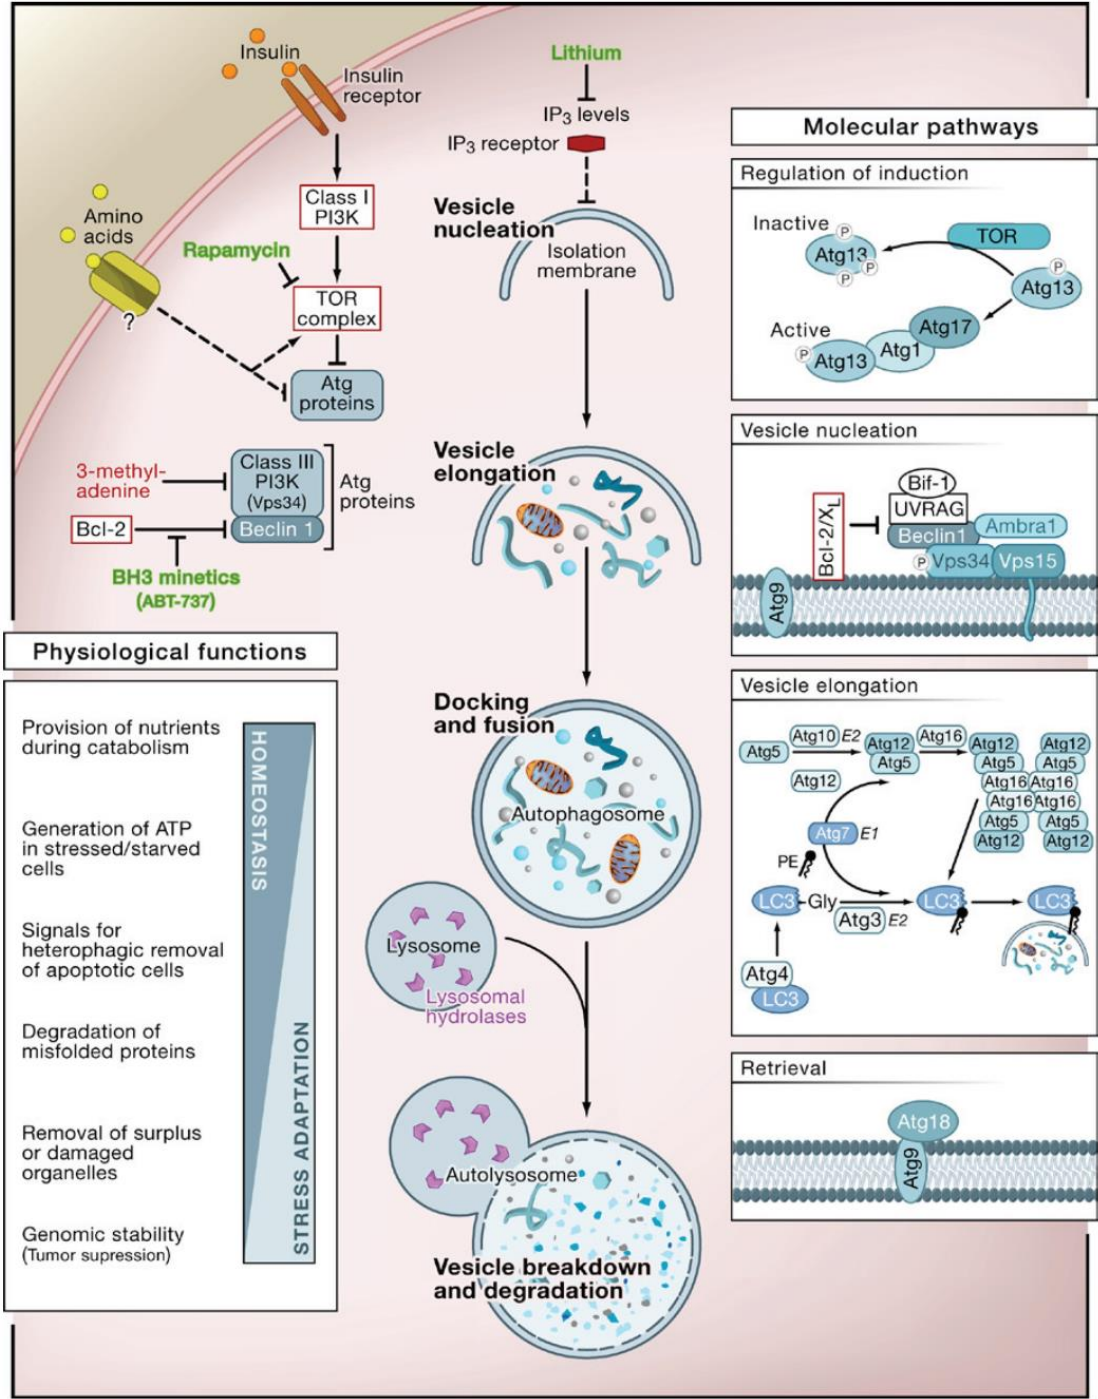 Insulin
Insulin
receptor
Class I
PI3K
Amino
acids
?
Rapamycin
TOR
complex
Atg
proteins
3-methyl-
adenine
Class III
PI3K
(Vps34)
Beclin 1
Atg
proteins
Bcl-2
BH3 minetics
(ABT-737)
Physiological functions
Provision of nutrients
during catabolism
Generation of ATP
in stressed/starved
cells
Signals for
heterophagic removal
of apoptotic cells
Degradation of
misfolded proteins
Removal of surplus
or damaged
organelles
Genomic stability
(Tumor supression)
HOMEOSTASIS
STRESS ADAPTATION
Lithium
IP3 levels
IP3 receptor
Vesicle
nucleation
Isolation
membrane
Vesicle
elongation
Docking
and fusion
Autophagosome
Lysosome
Lysosomal
hydrolases
Autolysosome
Vesicle breakdown
and degradation
Molecular pathways
Regulation of induction
Inactive
P
Atg13
P
P
TOR
P
Atg13
Active
P
Atg13
Atg1
Atg17
Vesicle nucleation
Bcl-2/XL
Bif-1
UVRAG
Beclin1
Ambra1
P
Vps34
Vps15
Atg9
Vesicle elongation
Atg5
Atg10 E2
Atg12
Atg12
Atg5
Atg16
Atg12 Atg12
Atg5 Atg5
Atg16 Atg16
Atg16 Atg16
Atg5 Atg5
Atg12 Atg12
Atg7 E1
PE
LC3 Gly
Atg3 E2
LC3
LC3
Atg4
LC3
Retrieval
Atg18
Atg9